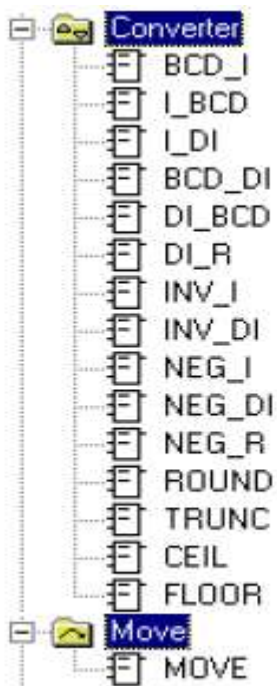 Converter
BCD_I
I_BCD
I_DI
BCD_DI
DI_BCD
DI_R
INV_I
INV_DI
NEG_I
NEG_DI
NEG_R
ROUND
TRUNC
CEIL
FLOOR
Move
MOVE